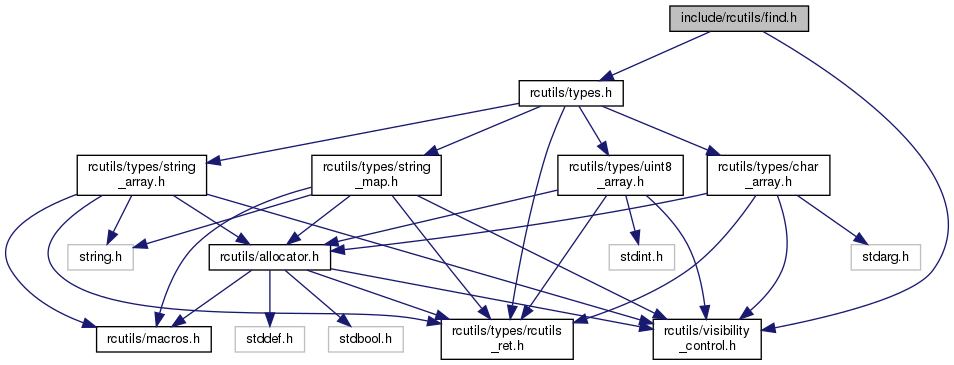 include/rcutils/find.h
rcutils/types.h
rcutils/types/string
_array.h
rcutils/types/string
_map.h
rcutils/types/uint8
_array.h
rcutils/types/char
_array.h
string.h
rcutils/allocator.h
stdint.h
stdarg.h
rcutils/macros.h
stddef.h
stdbool.h
rcutils/types/rcutils
_ret.h
rcutils/visibility
_control.h